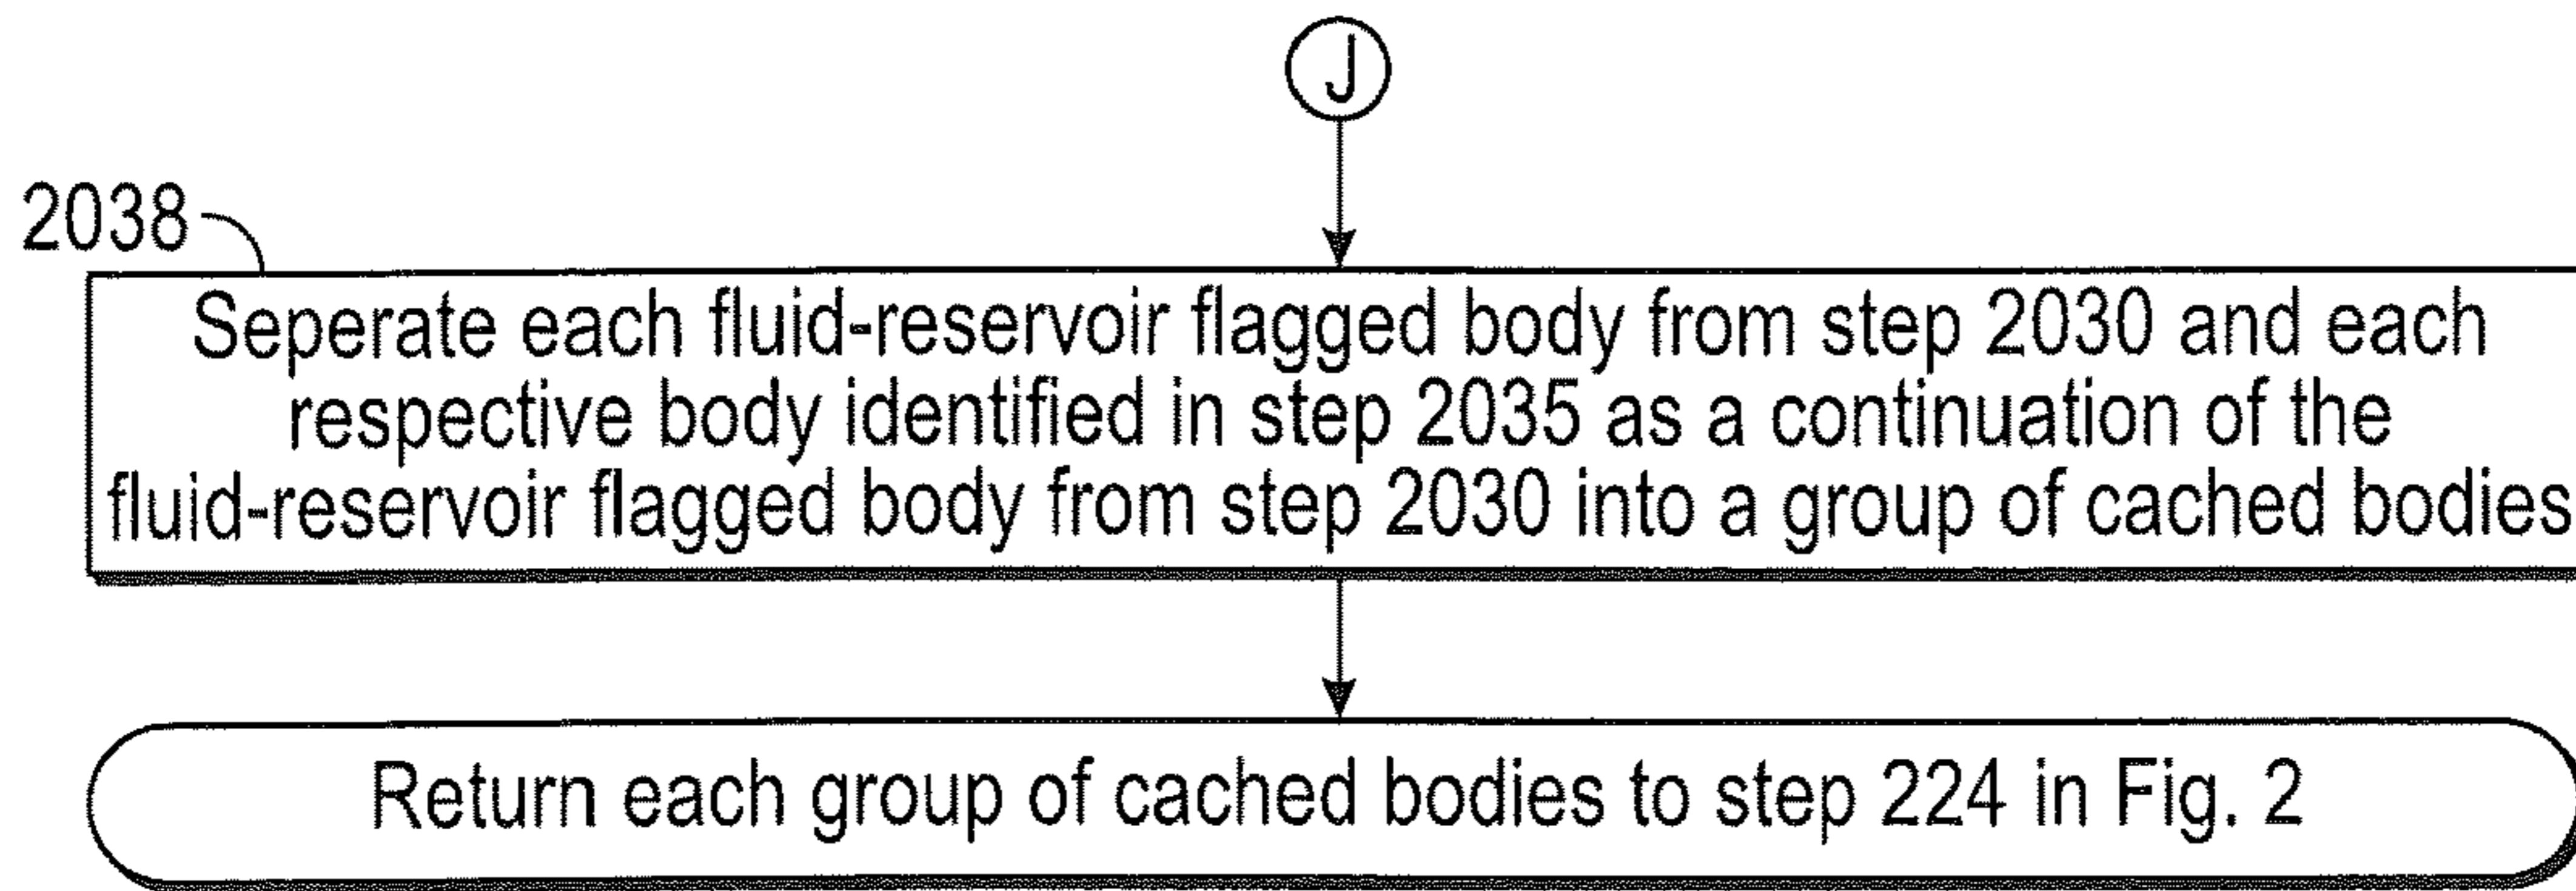 J
2038
Seperate each fluid-reservoir flagged body from step 2030 and each
respective body identified in step 2035 as a continuation of the
fluid-reservoir flagged body from step 2030 into a group of cached bodies
Return each group of cached bodies to step 224 in Fig. 2